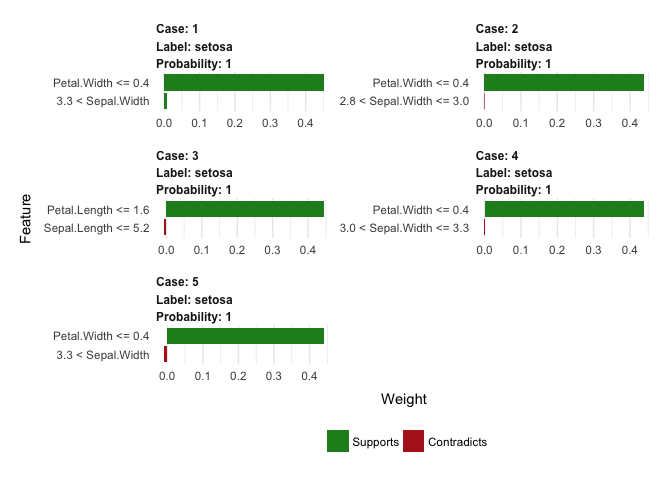 Case: 1
Label: setosa
Probability: 1
Petal.Width <= 0.4
3.3 < Sepal.Width
0.0 0.1 0.2 0.3 0.4
Case: 2
Label: setosa
Probability: 1
Petal.Width <= 0.4
2.8 < Sepal.Width <= 3.0
0.0 0.1 0.2 0.3 0.4
Case: 3
Label: setosa
Probability: 1
Petal.Length <= 1.6
Sepal.Length <= 5.2
0.0 0.1 0.2 0.3 0.4
Case: 4
Label: setosa
Probability: 1
Petal.Width <= 0.4
3.0 < Sepal.Width <= 3.3
0.0 0.1 0.2 0.3 0.4
Case: 5
Label: setosa
Probability: 1
Petal.Width <= 0.4
3.3 < Sepal.Width
0.0 0.1 0.2 0.3 0.4
Feature
Weight
Supports Contradicts